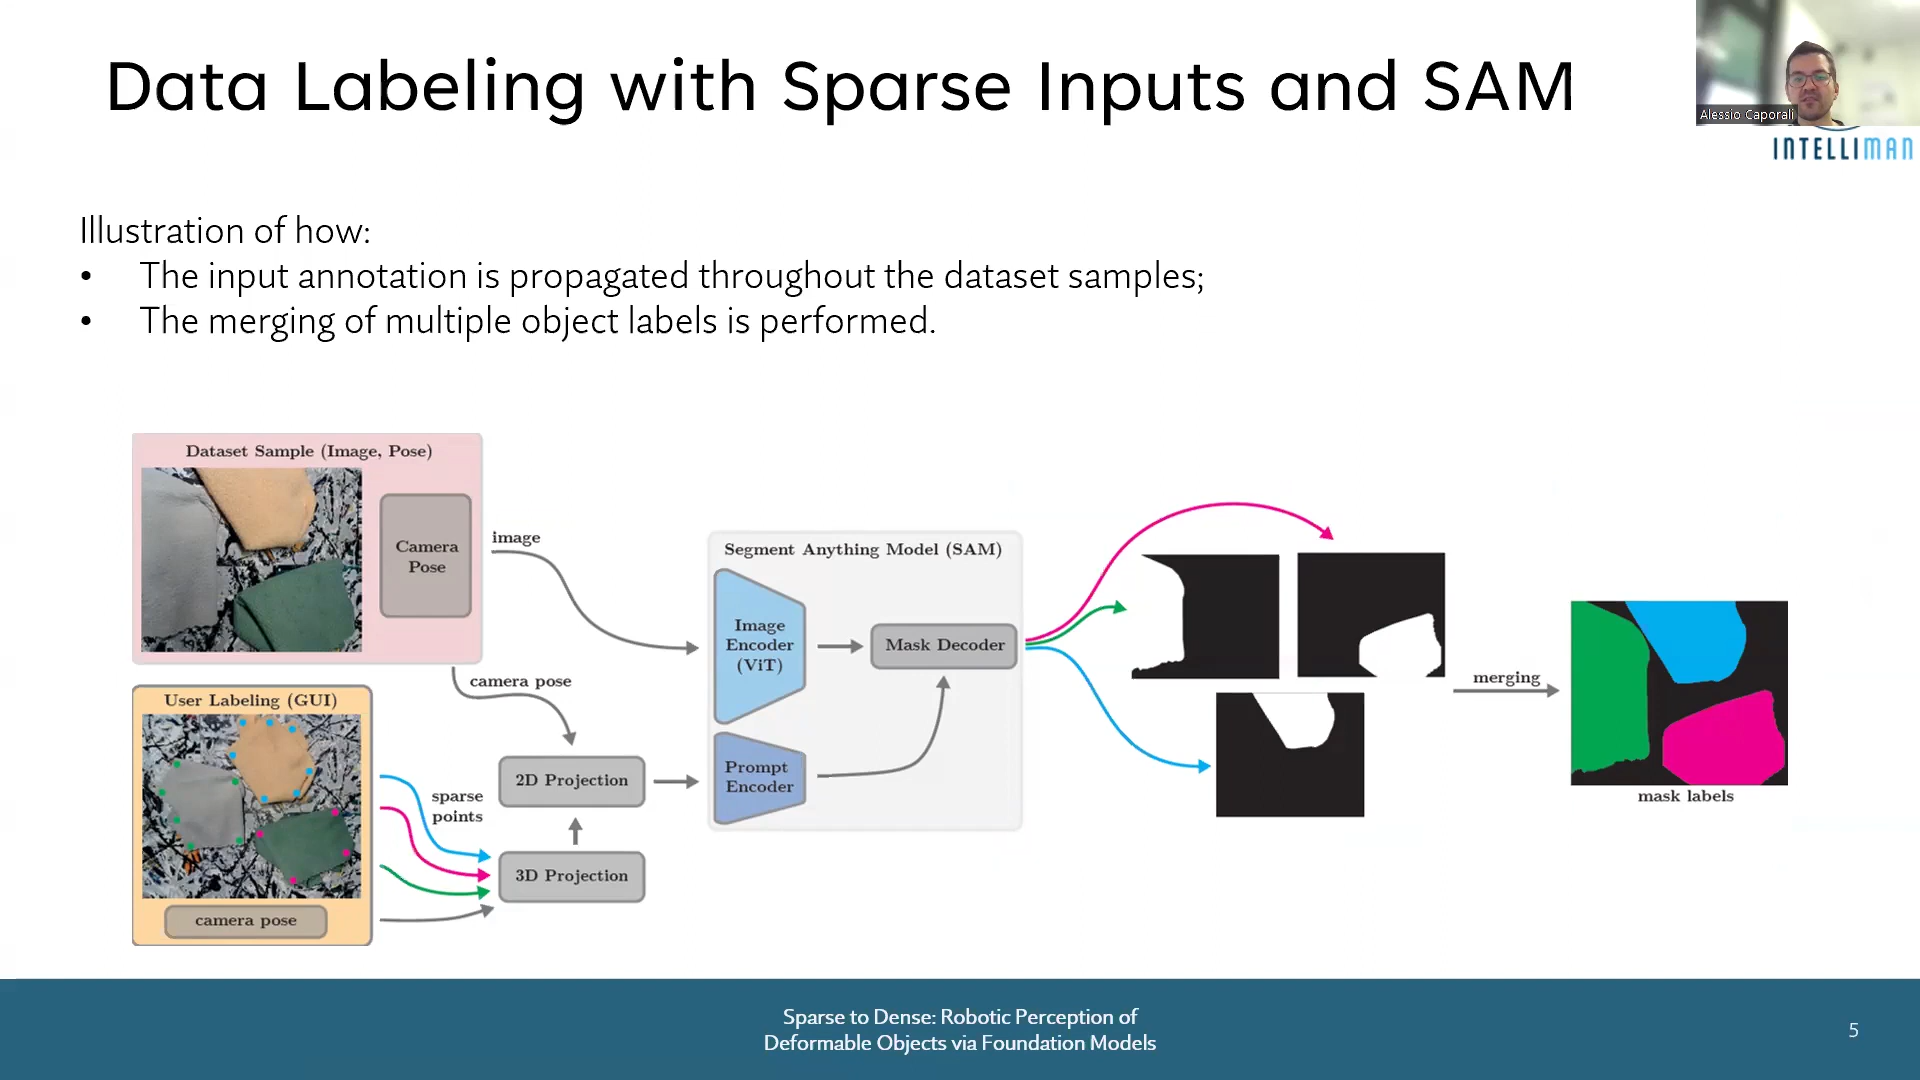 Data Labeling with Sparse Inputs and SAM
Alessio Caporali
INTELLIMAN
Illustration of how:
• The input annotation is propagated throughout the dataset samples;
• The merging of multiple object labels is performed.
Dataset Sample (Image, Pose)
Camera
Pose
image
camera pose
User Labeling (GUI)
camera pose
sparse
points
2D Projection
3D Projection
Segment Anything Model (SAM)
Image
Encoder
(ViT)
Prompt
Encoder
Mask Decoder
merging
mask labels
Sparse to Dense: Robotic Perception of
Deformable Objects via Foundation Models
5